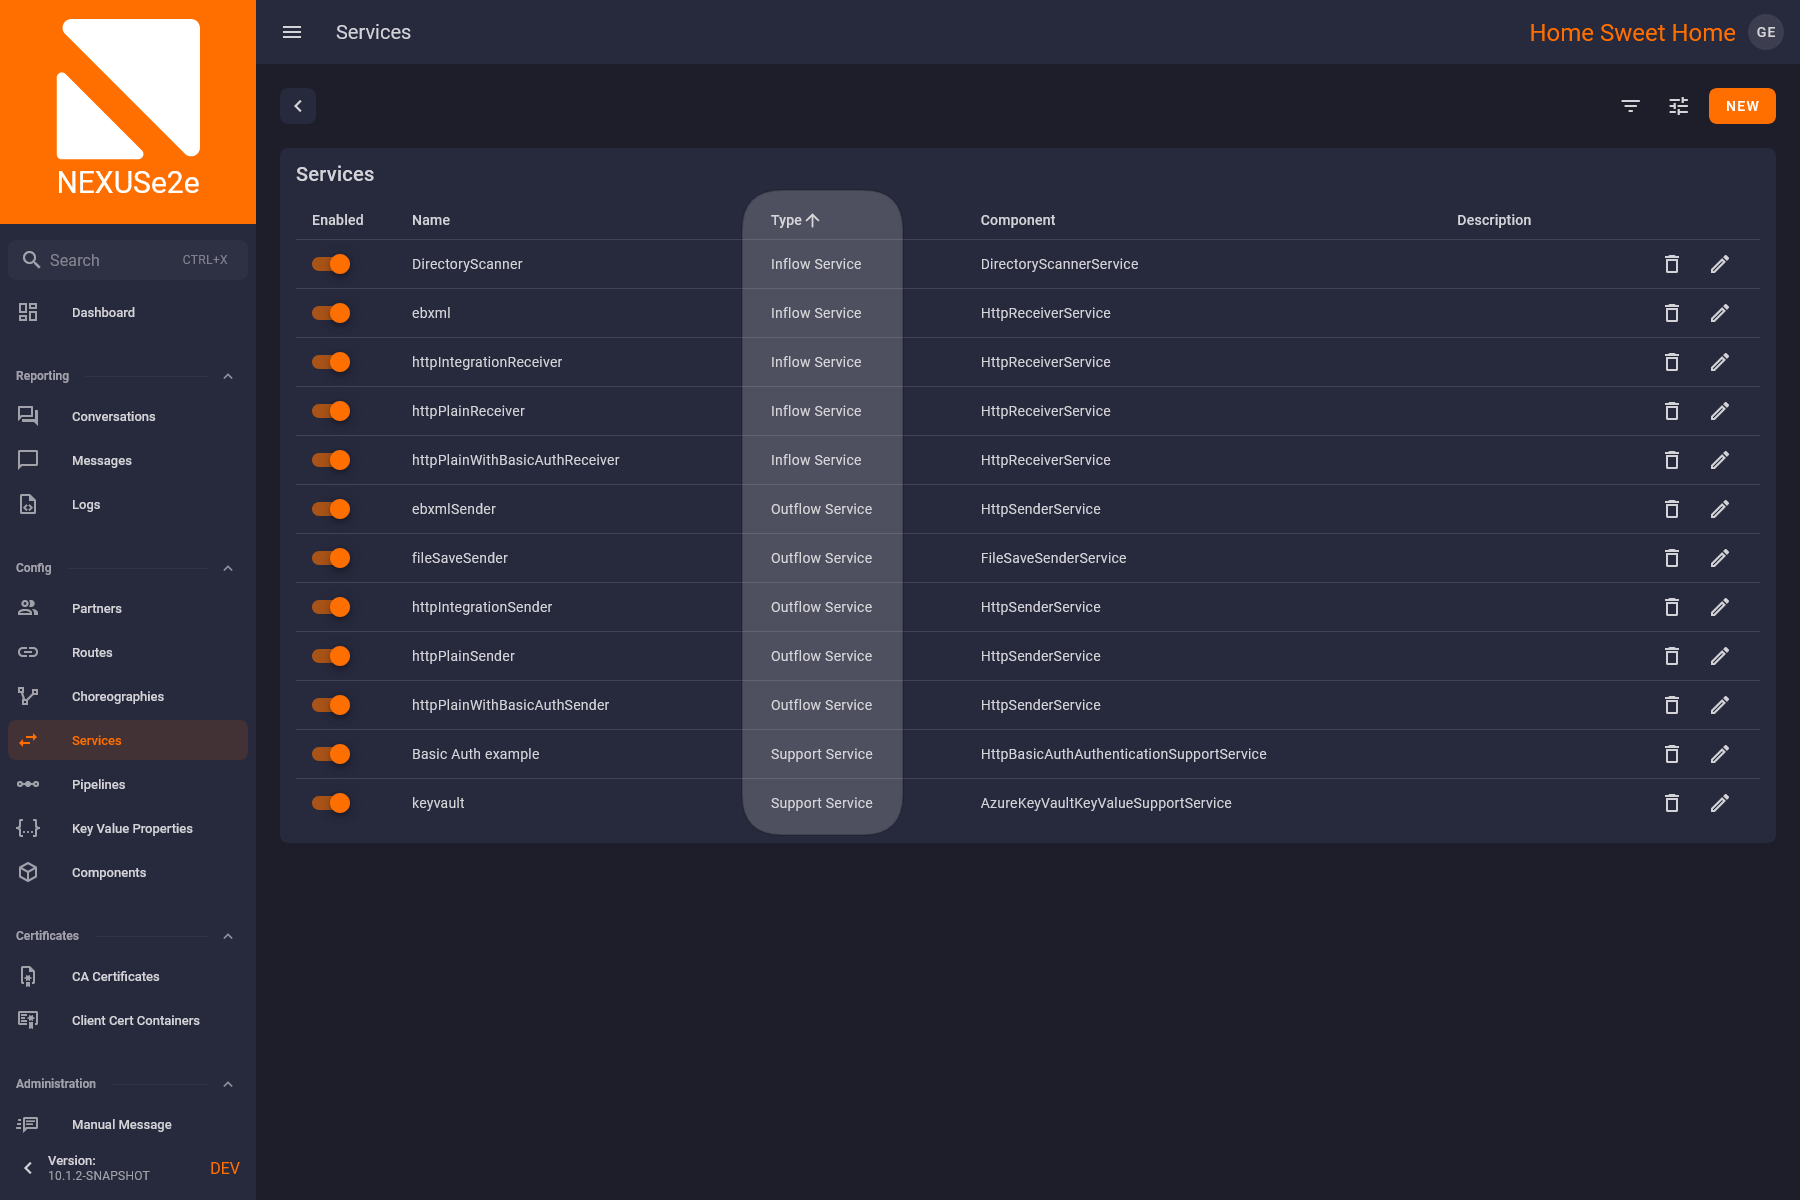 Services
Home Sweet Home
GE
NEXUSe2e
Search CTRL+X
Dashboard
Reporting
Conversations
Messages
Logs
Config
Partners
Routes
Choreographies
Services
Pipelines
Key Value Properties
Components
Certificates
CA Certificates
Client Cert Containers
Administration
Manual Message
Version:
10.1.2-SNAPSHOT
DEV
NEW
Services
Enabled Name Type Component Description
DirectoryScanner Inflow Service DirectoryScannerService
ebxml Inflow Service HttpReceiverService
httpIntegrationReceiver Inflow Service HttpReceiverService
httpPlainReceiver Inflow Service HttpReceiverService
httpPlainWithBasicAuthReceiver Inflow Service HttpReceiverService
ebxmlSender Outflow Service HttpSenderService
fileSaveSender Outflow Service FileSaveSenderService
httpIntegrationSender Outflow Service HttpSenderService
httpPlainSender Outflow Service HttpSenderService
httpPlainWithBasicAuthSender Outflow Service HttpSenderService
Basic Auth example Support Service HttpBasicAuthAuthenticationSupportService
keyvault Support Service AzureKeyVaultKeyValueSupportService